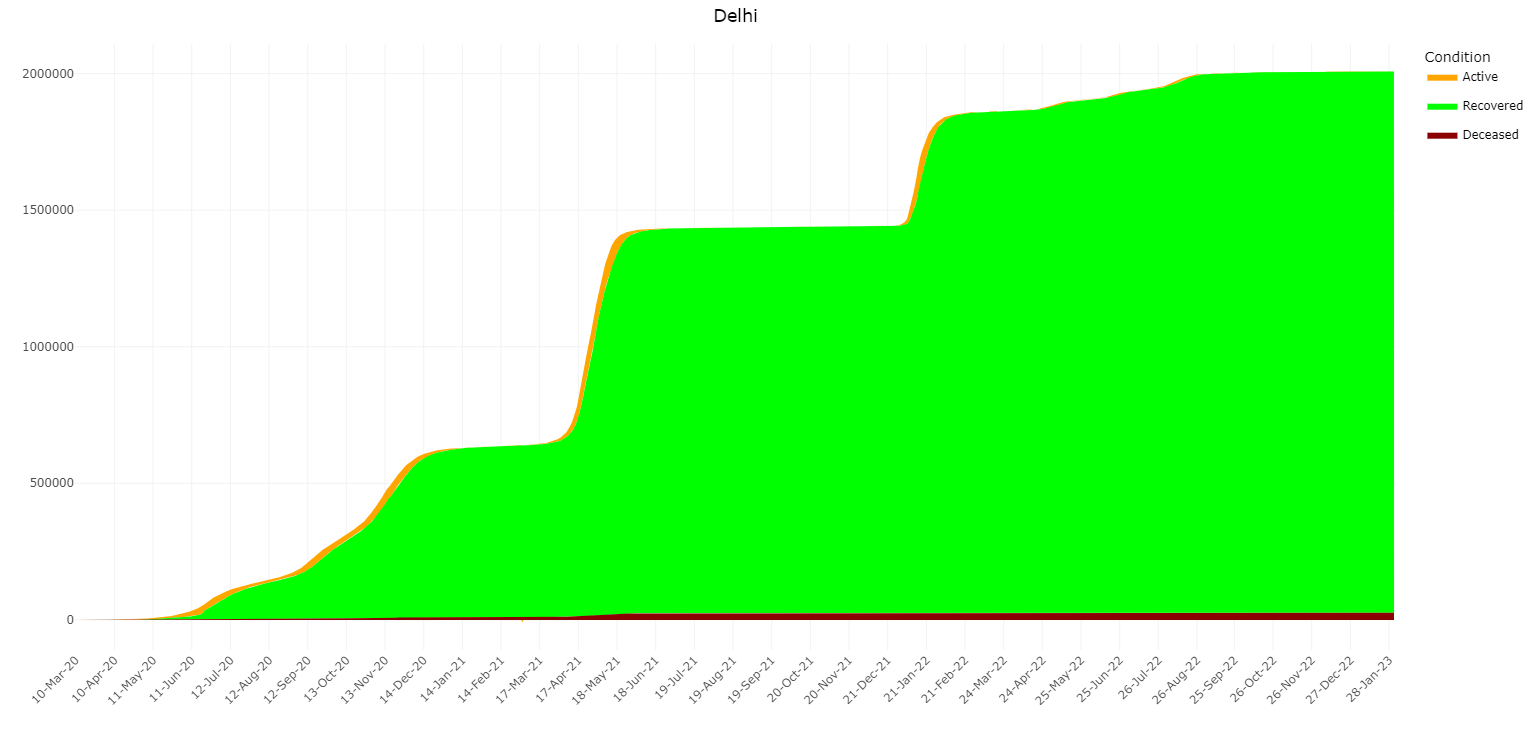 Delhi
Condition
Active
Recovered
Deceased
2000000
1500000
1000000
500000
0
10-Mar-20
10-Apr-20
11-May-20
11-Jun-20
12-Jul-20
12-Aug-20
12-Sep-20
13-Oct-20
13-Nov-20
14-Dec-20
14-Jan-21
14-Feb-21
17-Mar-21
17-Apr-21
18-May-21
18-Jun-21
19-Jul-21
19-Aug-21
19-Sep-21
20-Oct-21
20-Nov-21
21-Dec-21
21-Jan-22
21-Feb-22
24-Mar-22
24-Apr-22
25-May-22
25-Jun-22
26-Jul-22
26-Aug-22
25-Sep-22
26-Oct-22
26-Nov-22
27-Dec-22
28-Jan-23